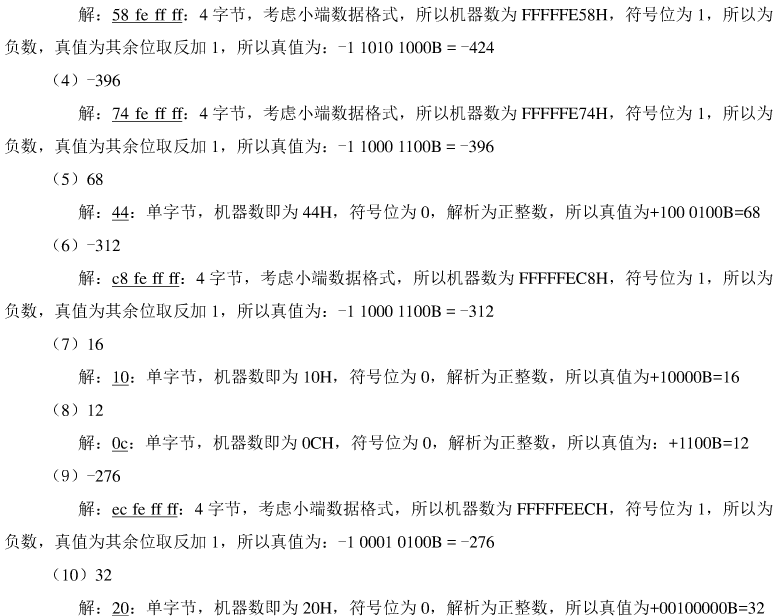 解：58 fe ff ff：4 字节，考虑小端数据格式，所以机器数为 FFFFFE58H，符号位为 1，所以为
负数，真值为其余位取反加 1，所以真值为：-1 1010 1000B = -424
（4）-396
解：74 fe ff ff：4 字节，考虑小端数据格式，所以机器数为 FFFFFE74H，符号位为 1，所以为
负数，真值为其余位取反加 1，所以真值为：-1 1000 1100B = -396
（5）68
解：44：单字节，机器数即为 44H，符号位为 0，解析为正整数，所以真值为+100 0100B=68
（6）-312
解：c8 fe ff ff：4 字节，考虑小端数据格式，所以机器数为 FFFFFEC8H，符号位为 1，所以为
负数，真值为其余位取反加 1，所以真值为：-1 1000 1100B = -312
（7）16
解：10：单字节，机器数即为 10H，符号位为 0，解析为正整数，所以真值为+10000B=16
（8）12
解：0c：单字节，机器数即为 0CH，符号位为 0，解析为正整数，所以真值为：+1100B=12
（9）-276
解：ec fe ff ff：4 字节，考虑小端数据格式，所以机器数为 FFFFFEECH，符号位为 1，所以为
负数，真值为其余位取反加 1，所以真值为：-1 0001 0100B = -276
（10）32
解：20：单字节，机器数即为 20H，符号位为 0，解析为正整数，所以真值为+00100000B=32